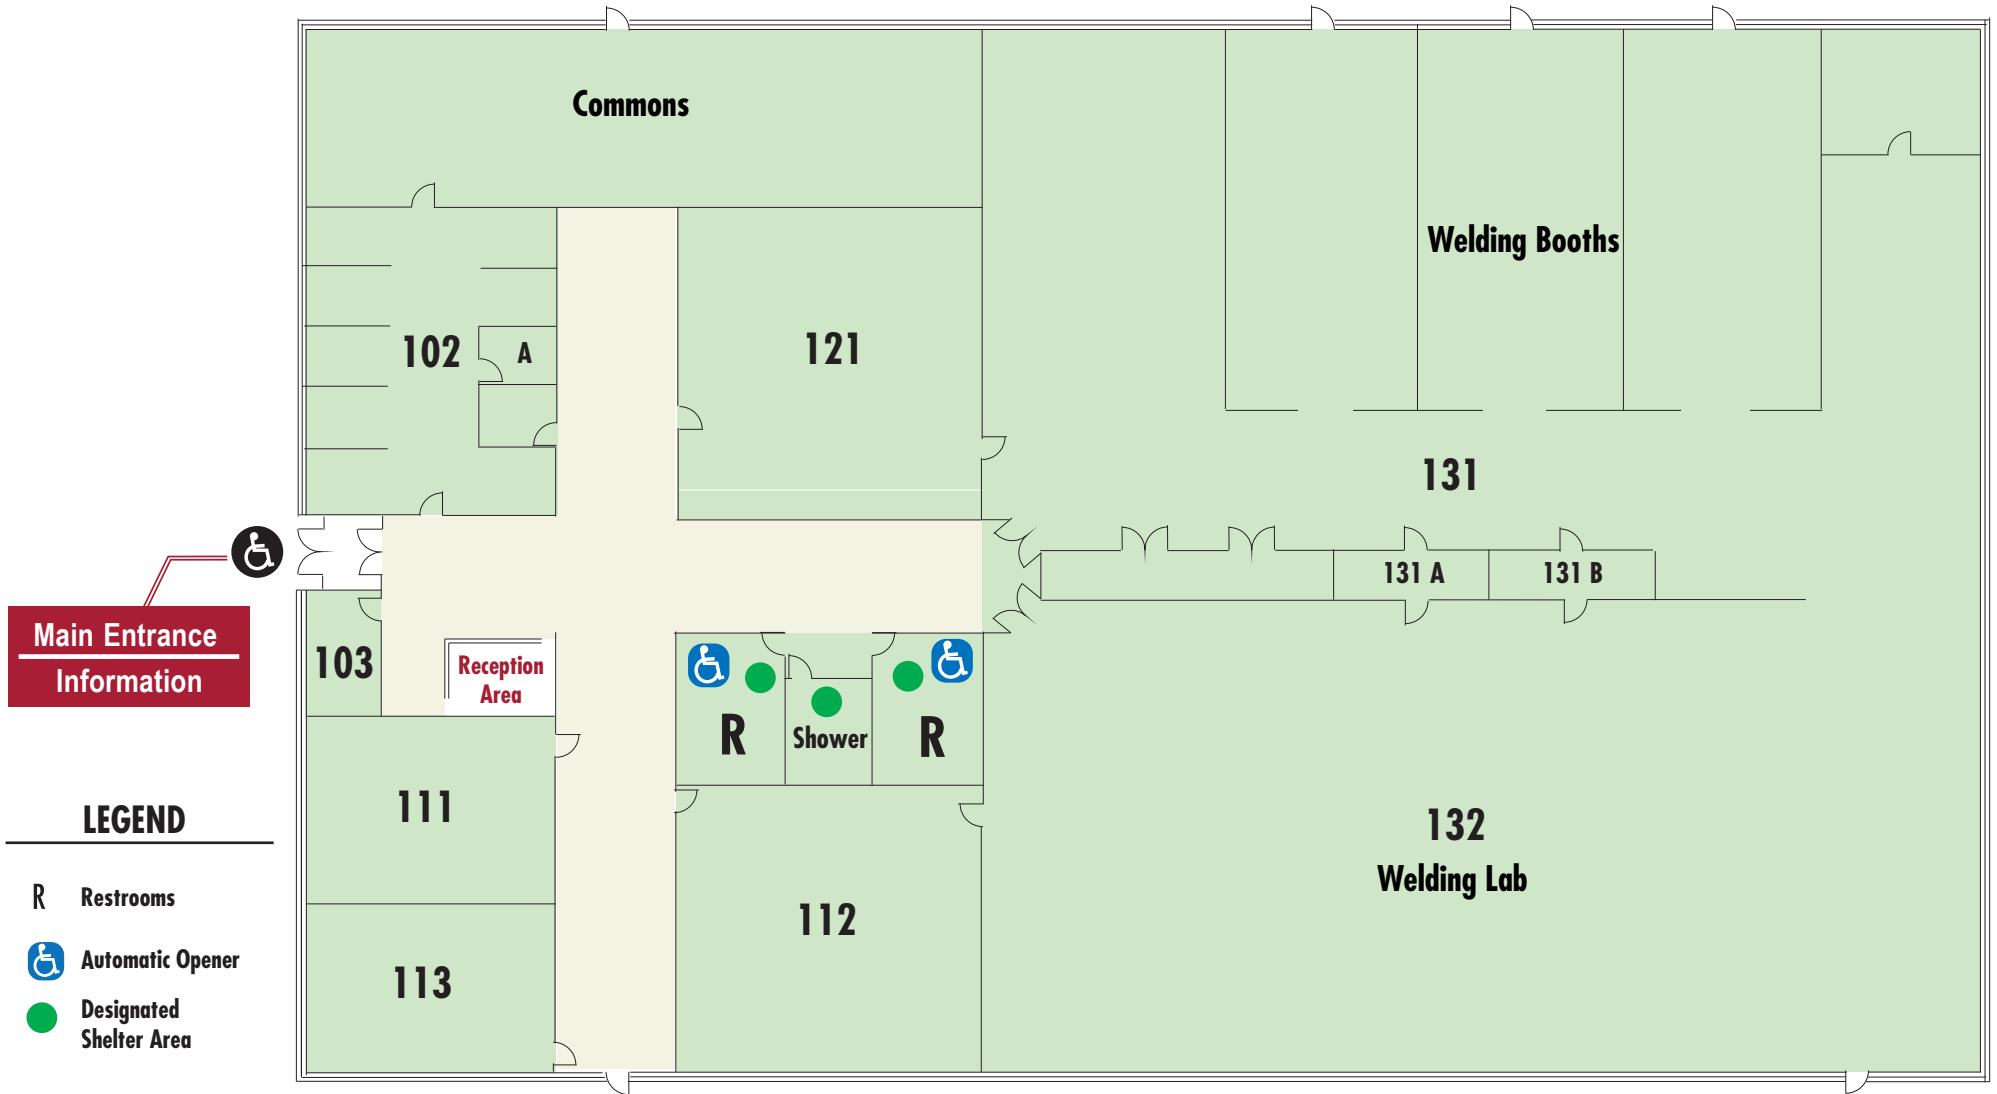 Commons
Welding Booths
102
A
121
131
131 A
131 B
Main Entrance
Information
103
Reception
Area
R
Shower
R
111
112
132
Welding Lab
113
LEGEND
R Restrooms
Automatic Opener
Designated
Shelter Area